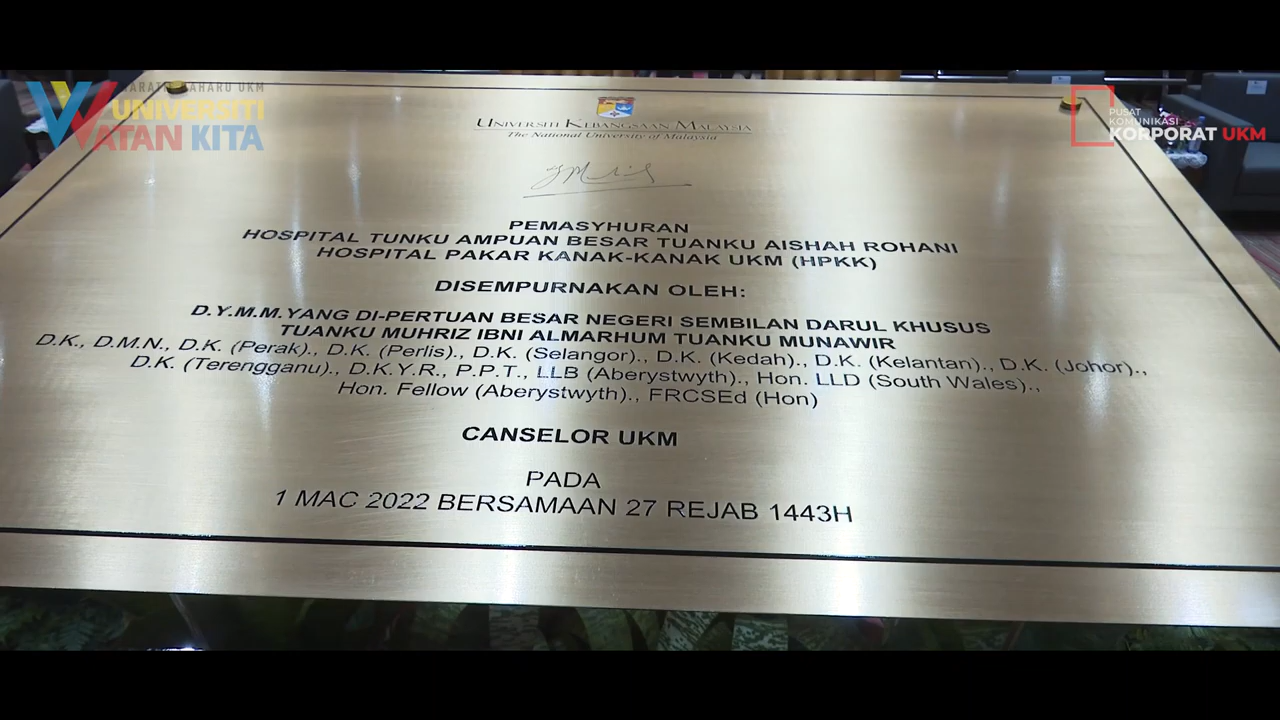 UNIVERSITI
WATAN KITA
PUSAT
KOMUNIKASI
KORPORAT UKM
UNIVERSITI KEBANGSAAN MALAYSIA
The National University of Malaysia
PEMASYHURAN
HOSPITAL TUNKU AMPUAN BESAR TUANKU AISHAH ROHANI
HOSPITAL PAKAR KANAK-KANAK UKM (HPKK)
DISEMPURNAKAN OLEH:
D.Y.M.M.YANG DI-PERTUAN BESAR NEGERI SEMBILAN DARUL KHUSUS
TUANKU MUHRIZ IBNI ALMARHUM TUANKU MUNAWIR
D.K., D.M.N., D.K. (Perak)., D.K. (Perlis)., D.K. (Selangor)., D.K. (Kedah)., D.K. (Kelantan)., D.K. (Johor).,
D.K. (Terengganu)., D.K.Y.R., P.P.T., LLB (Aberystwyth)., Hon. LLD (South Wales).,
Hon. Fellow (Aberystwyth)., FRCSEd (Hon)
CANSELOR UKM
PADA
1 MAC 2022 BERSAMAAN 27 REJAB 1443H